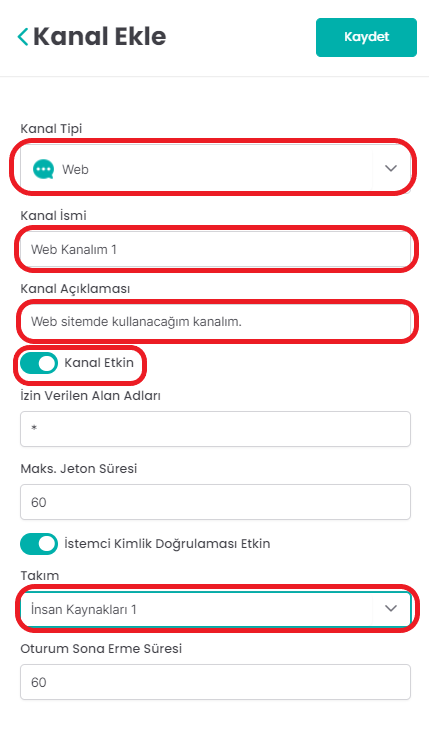 Kanal Ekle
Kaydet
Kanal Tipi
Web
Kanal İsmi
Web Kanalım 1
Kanal Açıklaması
Web sitemde kullanacağım kanalım.
Kanal Etkin
İzin Verilen Alan Adları
*
Maks. Jeton Süresi
60
İstemci Kimlik Doğrulaması Etkin
Takım
İnsan Kaynakları 1
Oturum Sona Erme Süresi
60